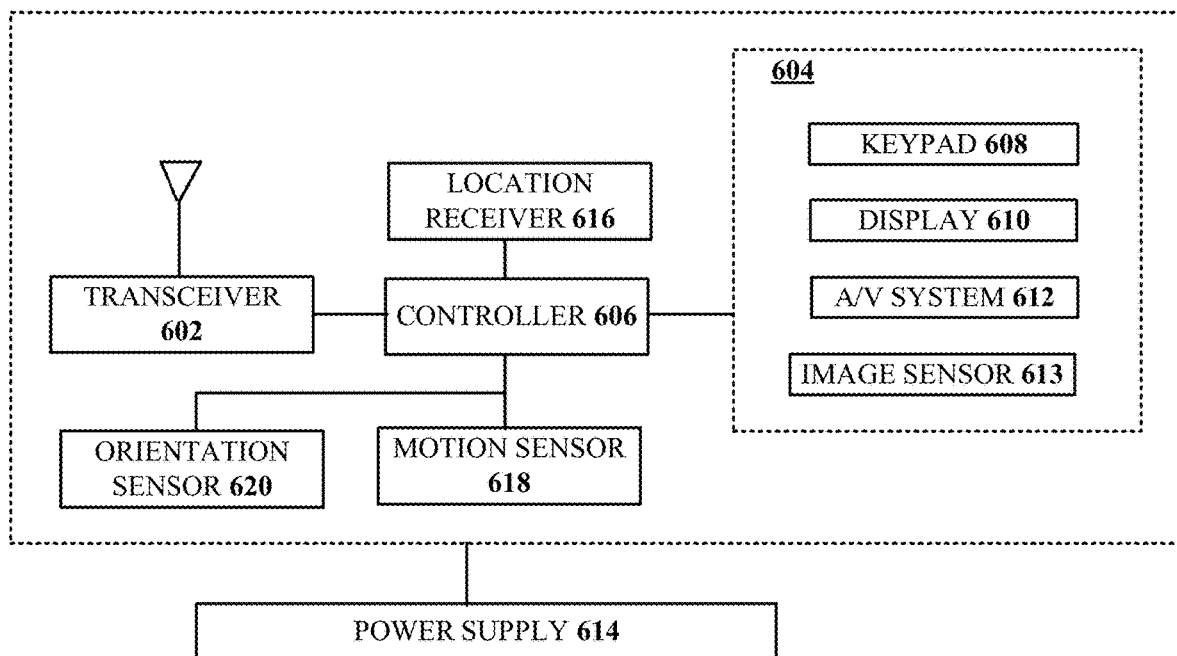 604
KEYPAD 608
DISPLAY 610
A/V SYSTEM 612
IMAGE SENSOR 613
LOCATION
RECEIVER 616
TRANSCEIVER
602
CONTROLLER 606
ORIENTATION
SENSOR 620
MOTION SENSOR
618
POWER SUPPLY 614